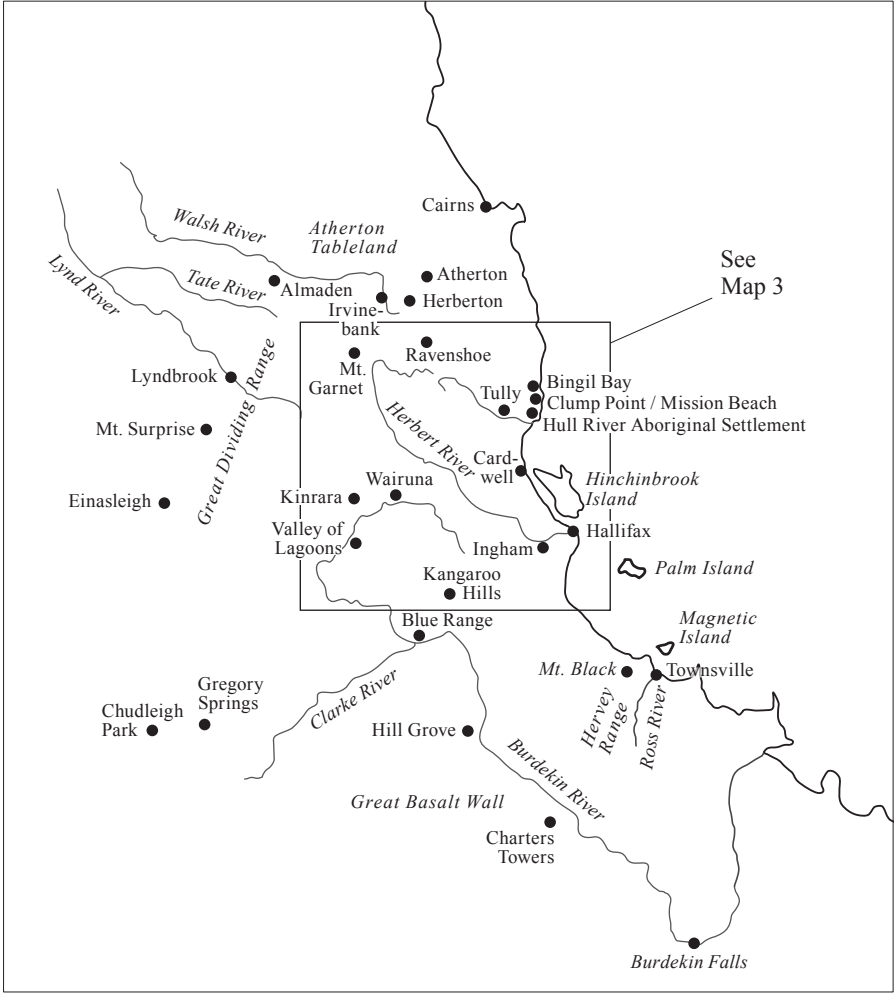 Cairns
Walsh River
Atherton
Tableland
See
Map 3
Lynd River
Tate River
Almaden
Atherton
Herberton
Irvine-
bank
Ravenshoe
Mt.
Garnet
Lyndbrook
Great Dividing Range
Bingil Bay
Tully
Clump Point / Mission Beach
Hull River Aboriginal Settlement
Mt. Surprise
Herbert River
Card-
well
Hinchinbrook
Island
Einasleigh
Kinrara
Wairuna
Valley of
Lagoons
Hallifax
Ingham
Palm Island
Kangaroo
Hills
Blue Range
Magnetic
Island
Mt. Black
Townsville
Clarke River
Gregory
Springs
Chudleigh
Park
Hervey
Range
Ross River
Hill Grove
Burdekin River
Great Basalt Wall
Charters
Towers
Burdekin Falls